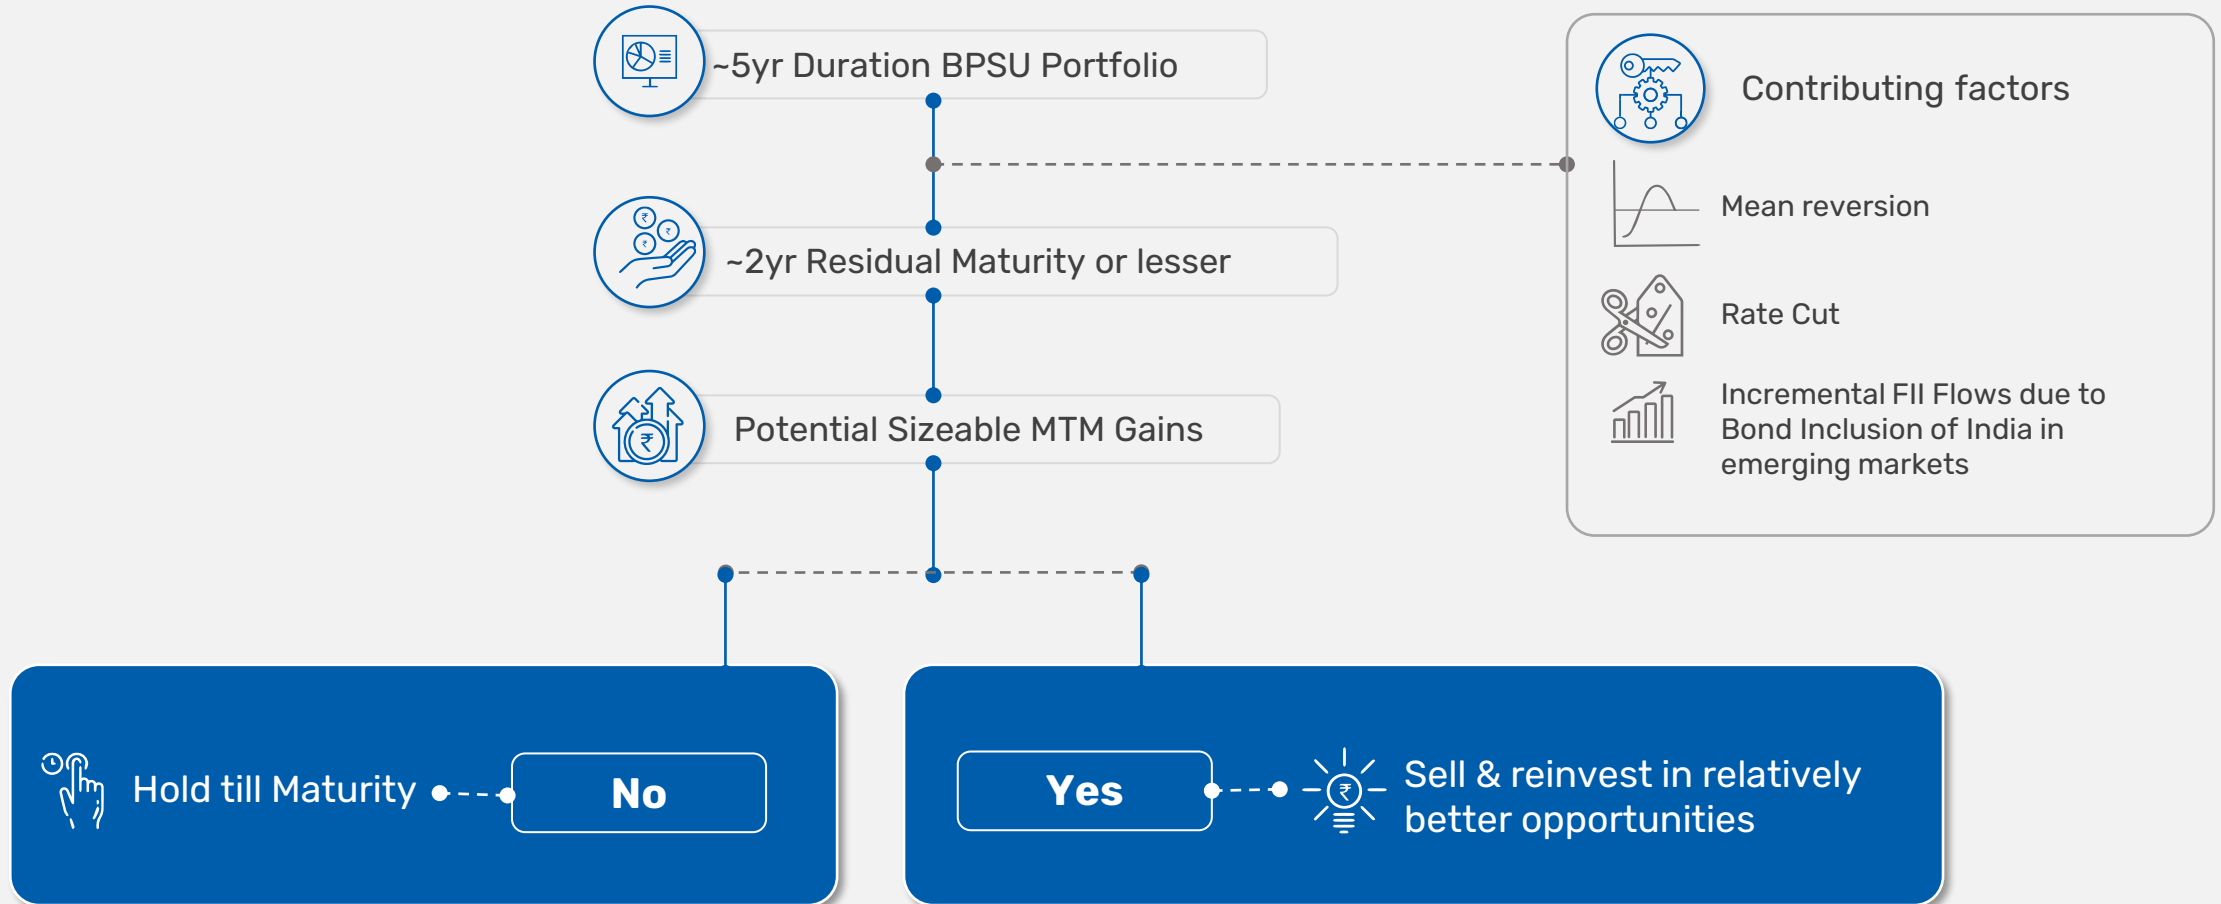 ~5yr Duration BPSU Portfolio
~2yr Residual Maturity or lesser
Potential Sizeable MTM Gains
Contributing factors
Mean reversion
Rate Cut
Incremental FII Flows due to
Bond Inclusion of India in
emerging markets
Hold till Maturity
No
Yes
Sell & reinvest in relatively
better opportunities